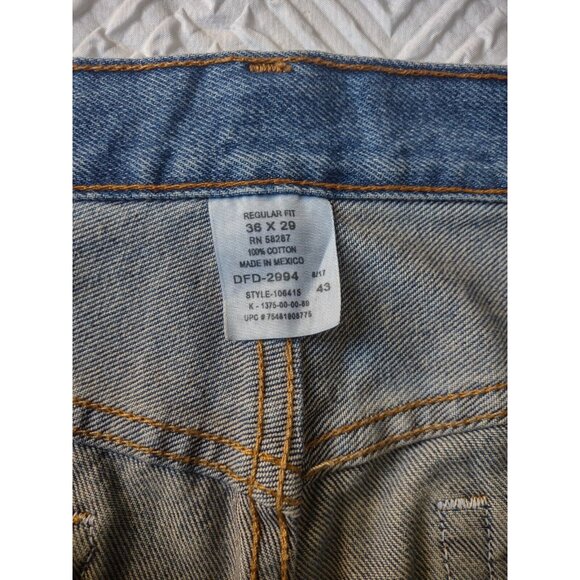 REGULAR FIT
36 X 29
RN 58287
100% COTTON
MADE IN MEXICO
DFD-2994 8/17
STYLE-106415 43
K - 1375-00-00-89
UPC # 75481808775